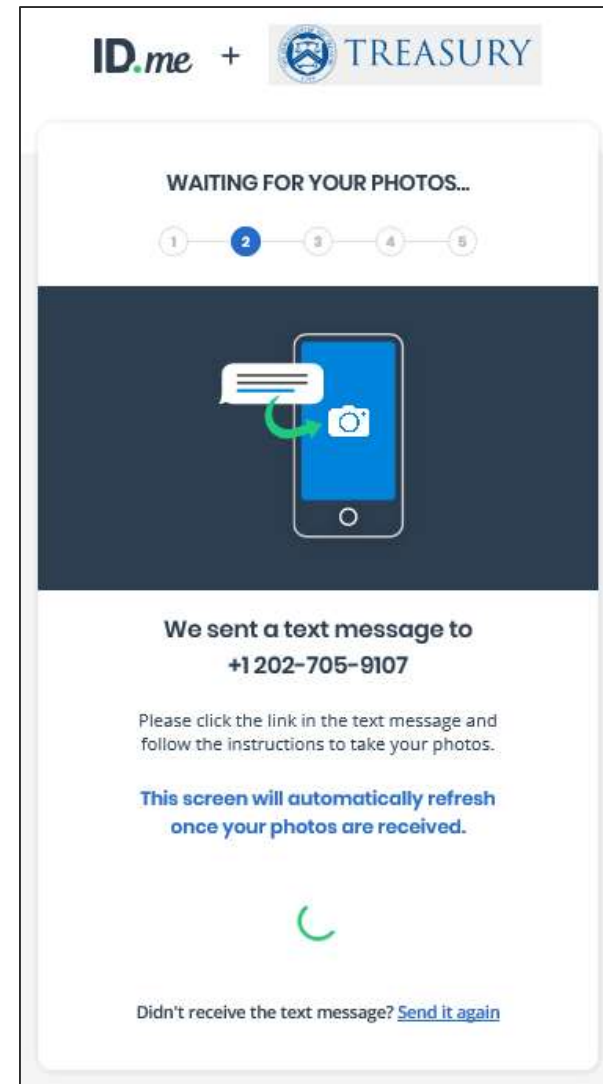 ID.me + TREASURY
WAITING FOR YOUR PHOTOS...
1 2 3 4 5
We sent a text message to
+1 202-705-9107
Please click the link in the text message and
follow the instructions to take your photos.
This screen will automatically refresh
once your photos are received.
Didn't receive the text message? Send it again